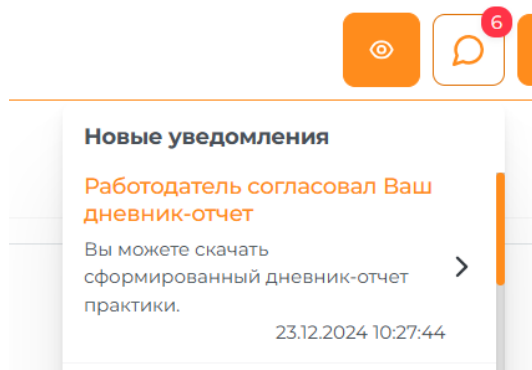 6
Новые уведомления
Работодатель согласовал Ваш
дневник-отчет
Вы можете скачать
сформированный дневник-отчет
практики.
23.12.2024 10:27:44